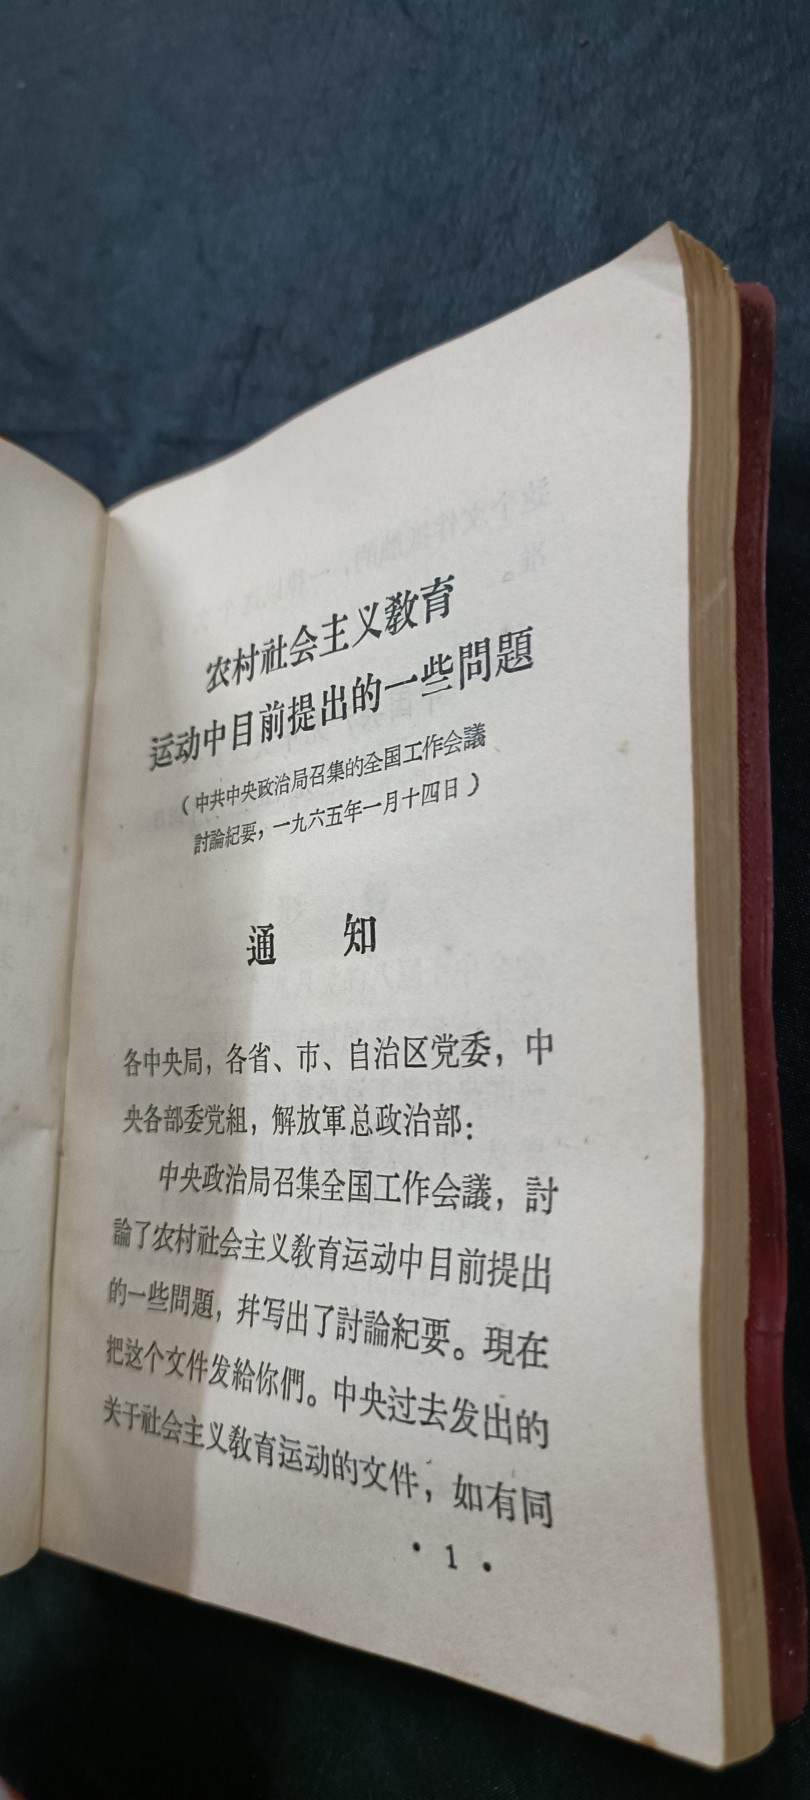 农村社会主义教育
运动中目前提出的一些問題
（中共中央政治局召集的全国工作会議
討論紀要，一九六五年一月十四日）
通 知
各中央局，各省、市、自治区党委，中
央各部委党組，解放軍总政治部：
中央政治局召集全国工作会議，討
論了农村社会主义教育运动中目前提出
的一些問題，幷写出了討論紀要。現在
把这个文件发給你們。中央过去发出的
关于社会主义教育运动的文件，如有同
• 1 •